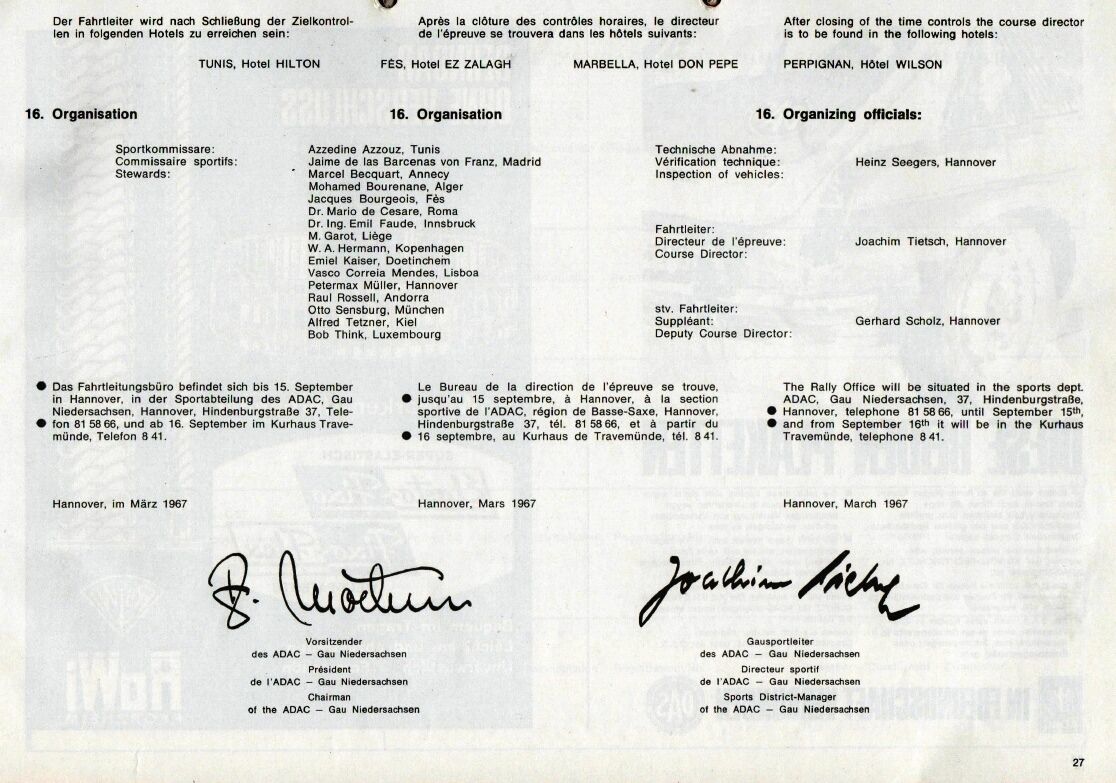 Der Fahrtleiter wird nach Schließung der Zielkontrol-
len in folgenden Hotels zu erreichen sein:
Après la clôture des contrôles horaires, le directeur
de l'épreuve se trouvera dans les hôtels suivants:
After closing of the time controls the course director
is to be found in the following hotels:
TUNIS, Hotel HILTON
FÈS, Hotel EZ ZALAGH
MARBELLA, Hotel DON PEPE
PERPIGNAN, Hôtel WILSON
16. Organisation
16. Organisation
16. Organizing officials:
Sportkommissare:
Commissaire sportifs:
Stewards:
Azzedine Azzouz, Tunis
Jaime de las Barcenas von Franz, Madrid
Marcel Becquart, Annecy
Mohamed Bourenane, Alger
Jacques Bourgeois, Fès
Dr. Mario de Cesare, Roma
Dr. Ing. Emil Faude, Innsbruck
M. Garot, Liège
W. A. Hermann, Kopenhagen
Emiel Kaiser, Doetinchem
Vasco Correia Mendes, Lisboa
Petermax Müller, Hannover
Raul Rossell, Andorra
Otto Sensburg, München
Alfred Tetzner, Kiel
Bob Think, Luxembourg
Technische Abnahme:
Vérification technique:
Inspection of vehicles:
Heinz Seegers, Hannover
Fahrtleiter:
Directeur de l'épreuve:
Course Director:
Joachim Tietsch, Hannover
stv. Fahrtleiter:
Suppléant:
Deputy Course Director:
Gerhard Scholz, Hannover
● Das Fahrtleitungsbüro befindet sich bis 15. September
in Hannover, in der Sportabteilung des ADAC, Gau
Niedersachsen, Hannover, Hindenburgstraße 37, Tele-
● fon 81 58 66, und ab 16. September im Kurhaus Trave-
münde, Telefon 8 41.
Le Bureau de la direction de l'épreuve se trouve,
● jusqu'au 15 septembre, à Hannover, à la section
sportive de l'ADAC, région de Basse-Saxe, Hannover,
Hindenburgstraße 37, tél. 81 58 66, et à partir du
● 16 septembre, au Kurhaus de Travemünde, tél. 8 41.
The Rally Office will be situated in the sports dept.
ADAC, Gau Niedersachsen, 37, Hindenburgstraße,
● Hannover, telephone 81 58 66, until September 15th,
● and from September 16th it will be in the Kurhaus
Travemünde, telephone 8 41.
Hannover, im März 1967
Hannover, Mars 1967
Hannover, March 1967
Vorsitzender
des ADAC – Gau Niedersachsen
Président
de l'ADAC – Gau Niedersachsen
Chairman
of the ADAC – Gau Niedersachsen
Joachim Tietsch
Gausportleiter
des ADAC – Gau Niedersachsen
Directeur sportif
de l'ADAC – Gau Niedersachsen
Sports District-Manager
of the ADAC – Gau Niedersachsen
27